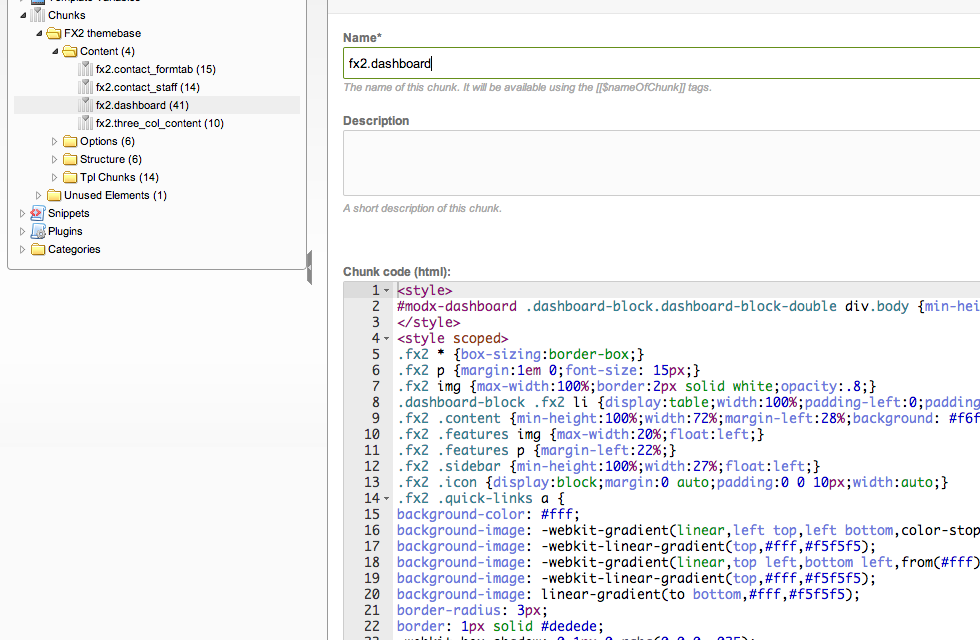 Template Variables
Chunks
FX2 themebase
Content (4)
fx2.contact_formtab (15)
fx2.contact_staff (14)
fx2.dashboard (41)
fx2.three_col_content (10)
Options (6)
Structure (6)
Tpl Chunks (14)
Unused Elements (1)
Snippets
Plugins
Categories
Name*
fx2.dashboard
The name of this chunk. It will be available using the [[$nameOfChunk]] tags.
Description
A short description of this chunk.
Chunk code (html):
1 <style>
2 #modx-dashboard .dashboard-block.dashboard-block-double div.body {min-hei
3 </style>
4 <style scoped>
5 .fx2 * {box-sizing:border-box;}
6 .fx2 p {margin:1em 0;font-size: 15px;}
7 .fx2 img {max-width:100%;border:2px solid white;opacity:.8;}
8 .dashboard-block .fx2 li {display:table;width:100%;padding-left:0;padding
9 .fx2 .content {min-height:100%;width:72%;margin-left:28%;background: #f6f
10 .fx2 .features img {max-width:20%;float:left;}
11 .fx2 .features p {margin-left:22%;}
12 .fx2 .sidebar {min-height:100%;width:27%;float:left;}
13 .fx2 .icon {display:block;margin:0 auto;padding:0 0 10px;width:auto;}
14 .fx2 .quick-links a {
15 background-color: #fff;
16 background-image: -webkit-gradient(linear,left top,left bottom,color-stop
17 background-image: -webkit-linear-gradient(top,#fff,#f5f5f5);
18 background-image: -webkit-gradient(linear,top left,bottom left,from(#fff)
19 background-image: -webkit-linear-gradient(top,#fff,#f5f5f5);
20 background-image: linear-gradient(to bottom,#fff,#f5f5f5);
21 border-radius: 3px;
22 border: 1px solid #dedede;